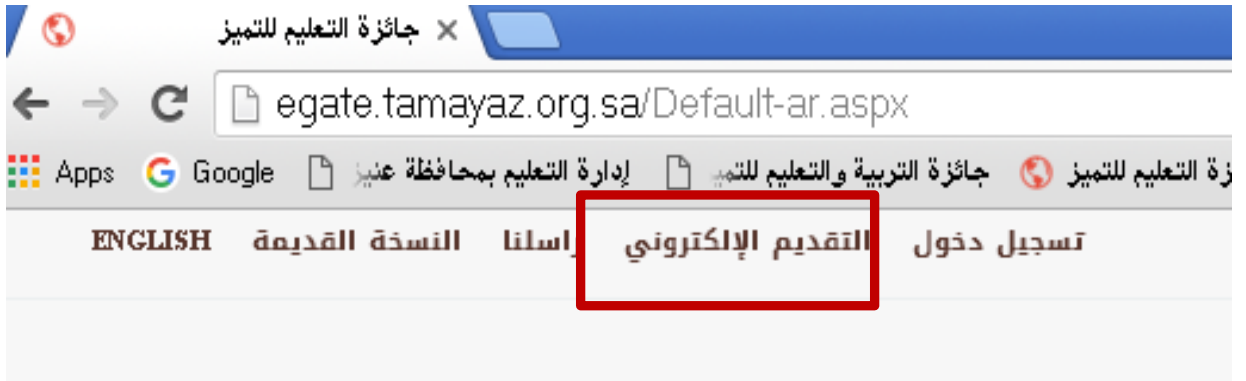 جائزة التعليم للتميز
egate.tamayaz.org.sa/Default-ar.aspx
Apps Google إدارة التعليم بمحافظة عنيز جائزة التربية والتعليم للتمي زة التعليم للتميز
تسجيل دخول التقديم الإلكتروني راسلنا النسخة القديمة ENGLISH